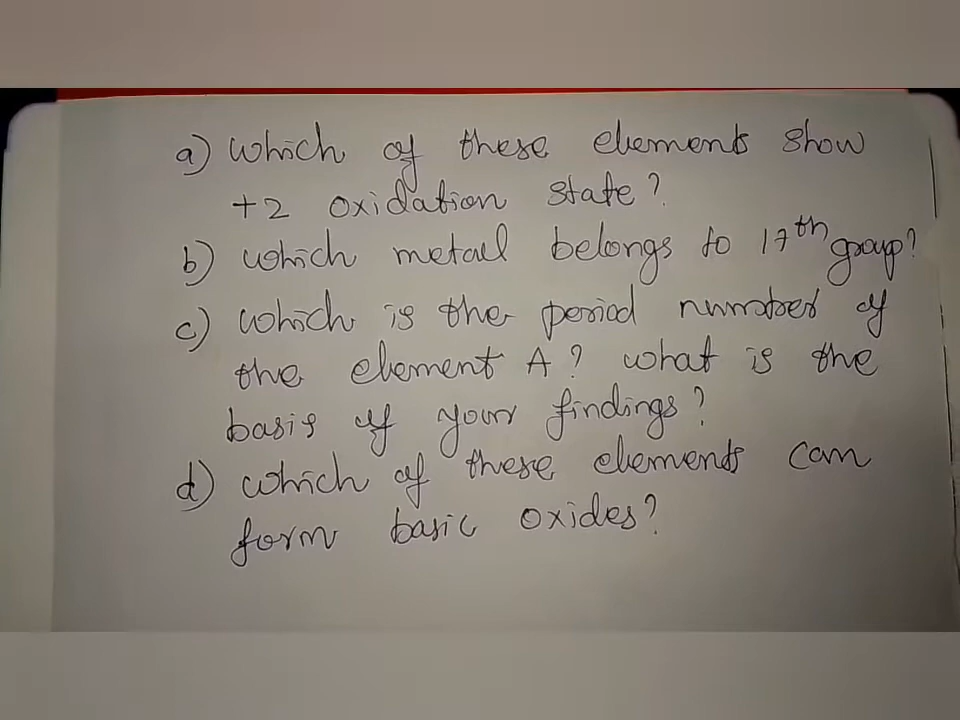 a) Which of these elements show
+2 oxidation state?
b) which metal belongs to 17th group?
c) Which is the period number of
the element A? what is the
basis of your findings?
d) which of these elements can
form basic oxides?